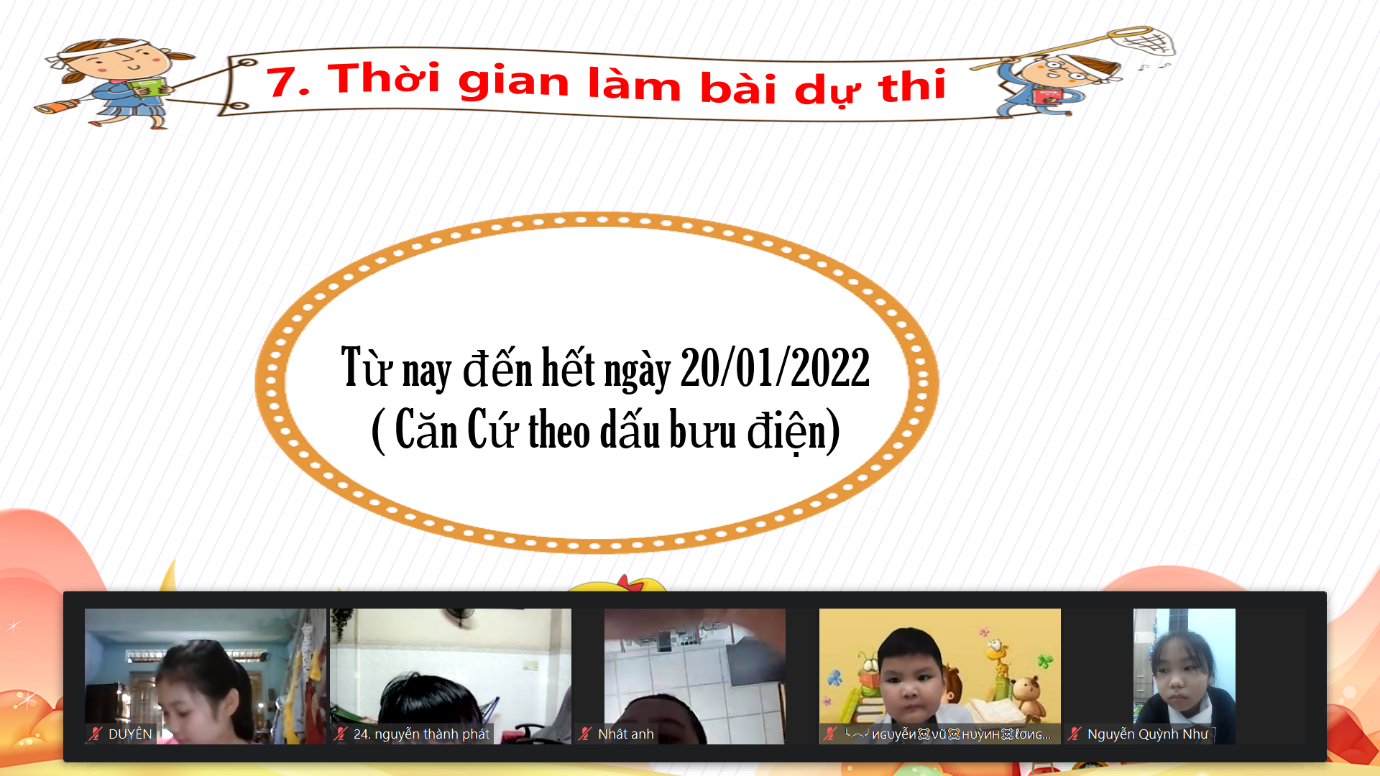 7. Thời gian làm bài dự thi
Từ nay đến hết ngày 20/01/2022
( Căn Cứ theo dấu bưu điện)
DUYÊN
24. nguyễn thành phát
Nhât anh
Nguyễn Quỳnh Như